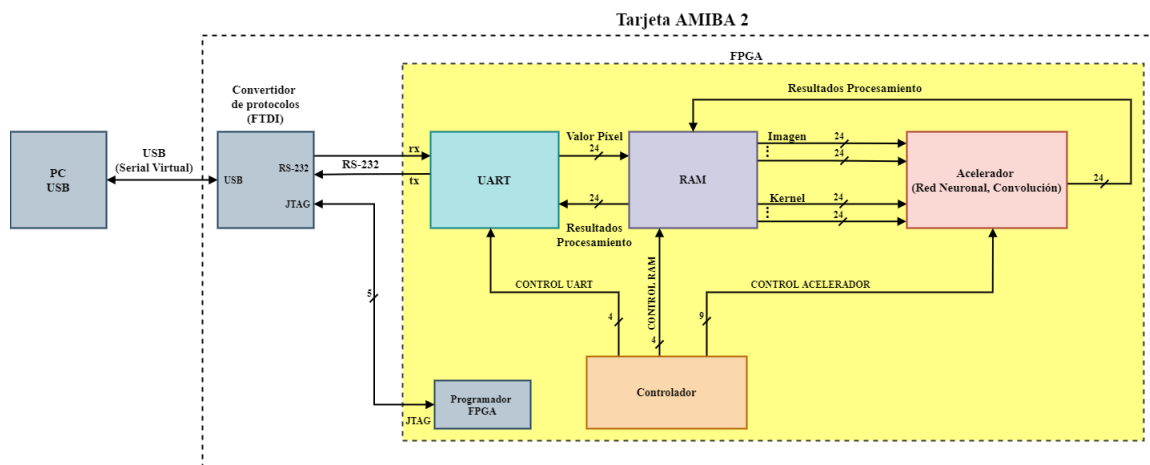 Tarjeta AMIBA 2
FPGA
Convertidor
de protocolos
(FTDI)
Resultados Procesamiento
PC
USB
USB
(Serial Virtual)
USB
RS-232
JTAG
rx
RS-232
tx
UART
Valor Píxel
24
24
Resultados
Procesamiento
RAM
Imagen
24
24
Kernel
24
24
Acelerador
(Red Neuronal, Convolución)
24
CONTROL UART
CONTROL RAM
CONTROL ACELERADOR
5
4
4
9
Controlador
Programador
FPGA
JTAG